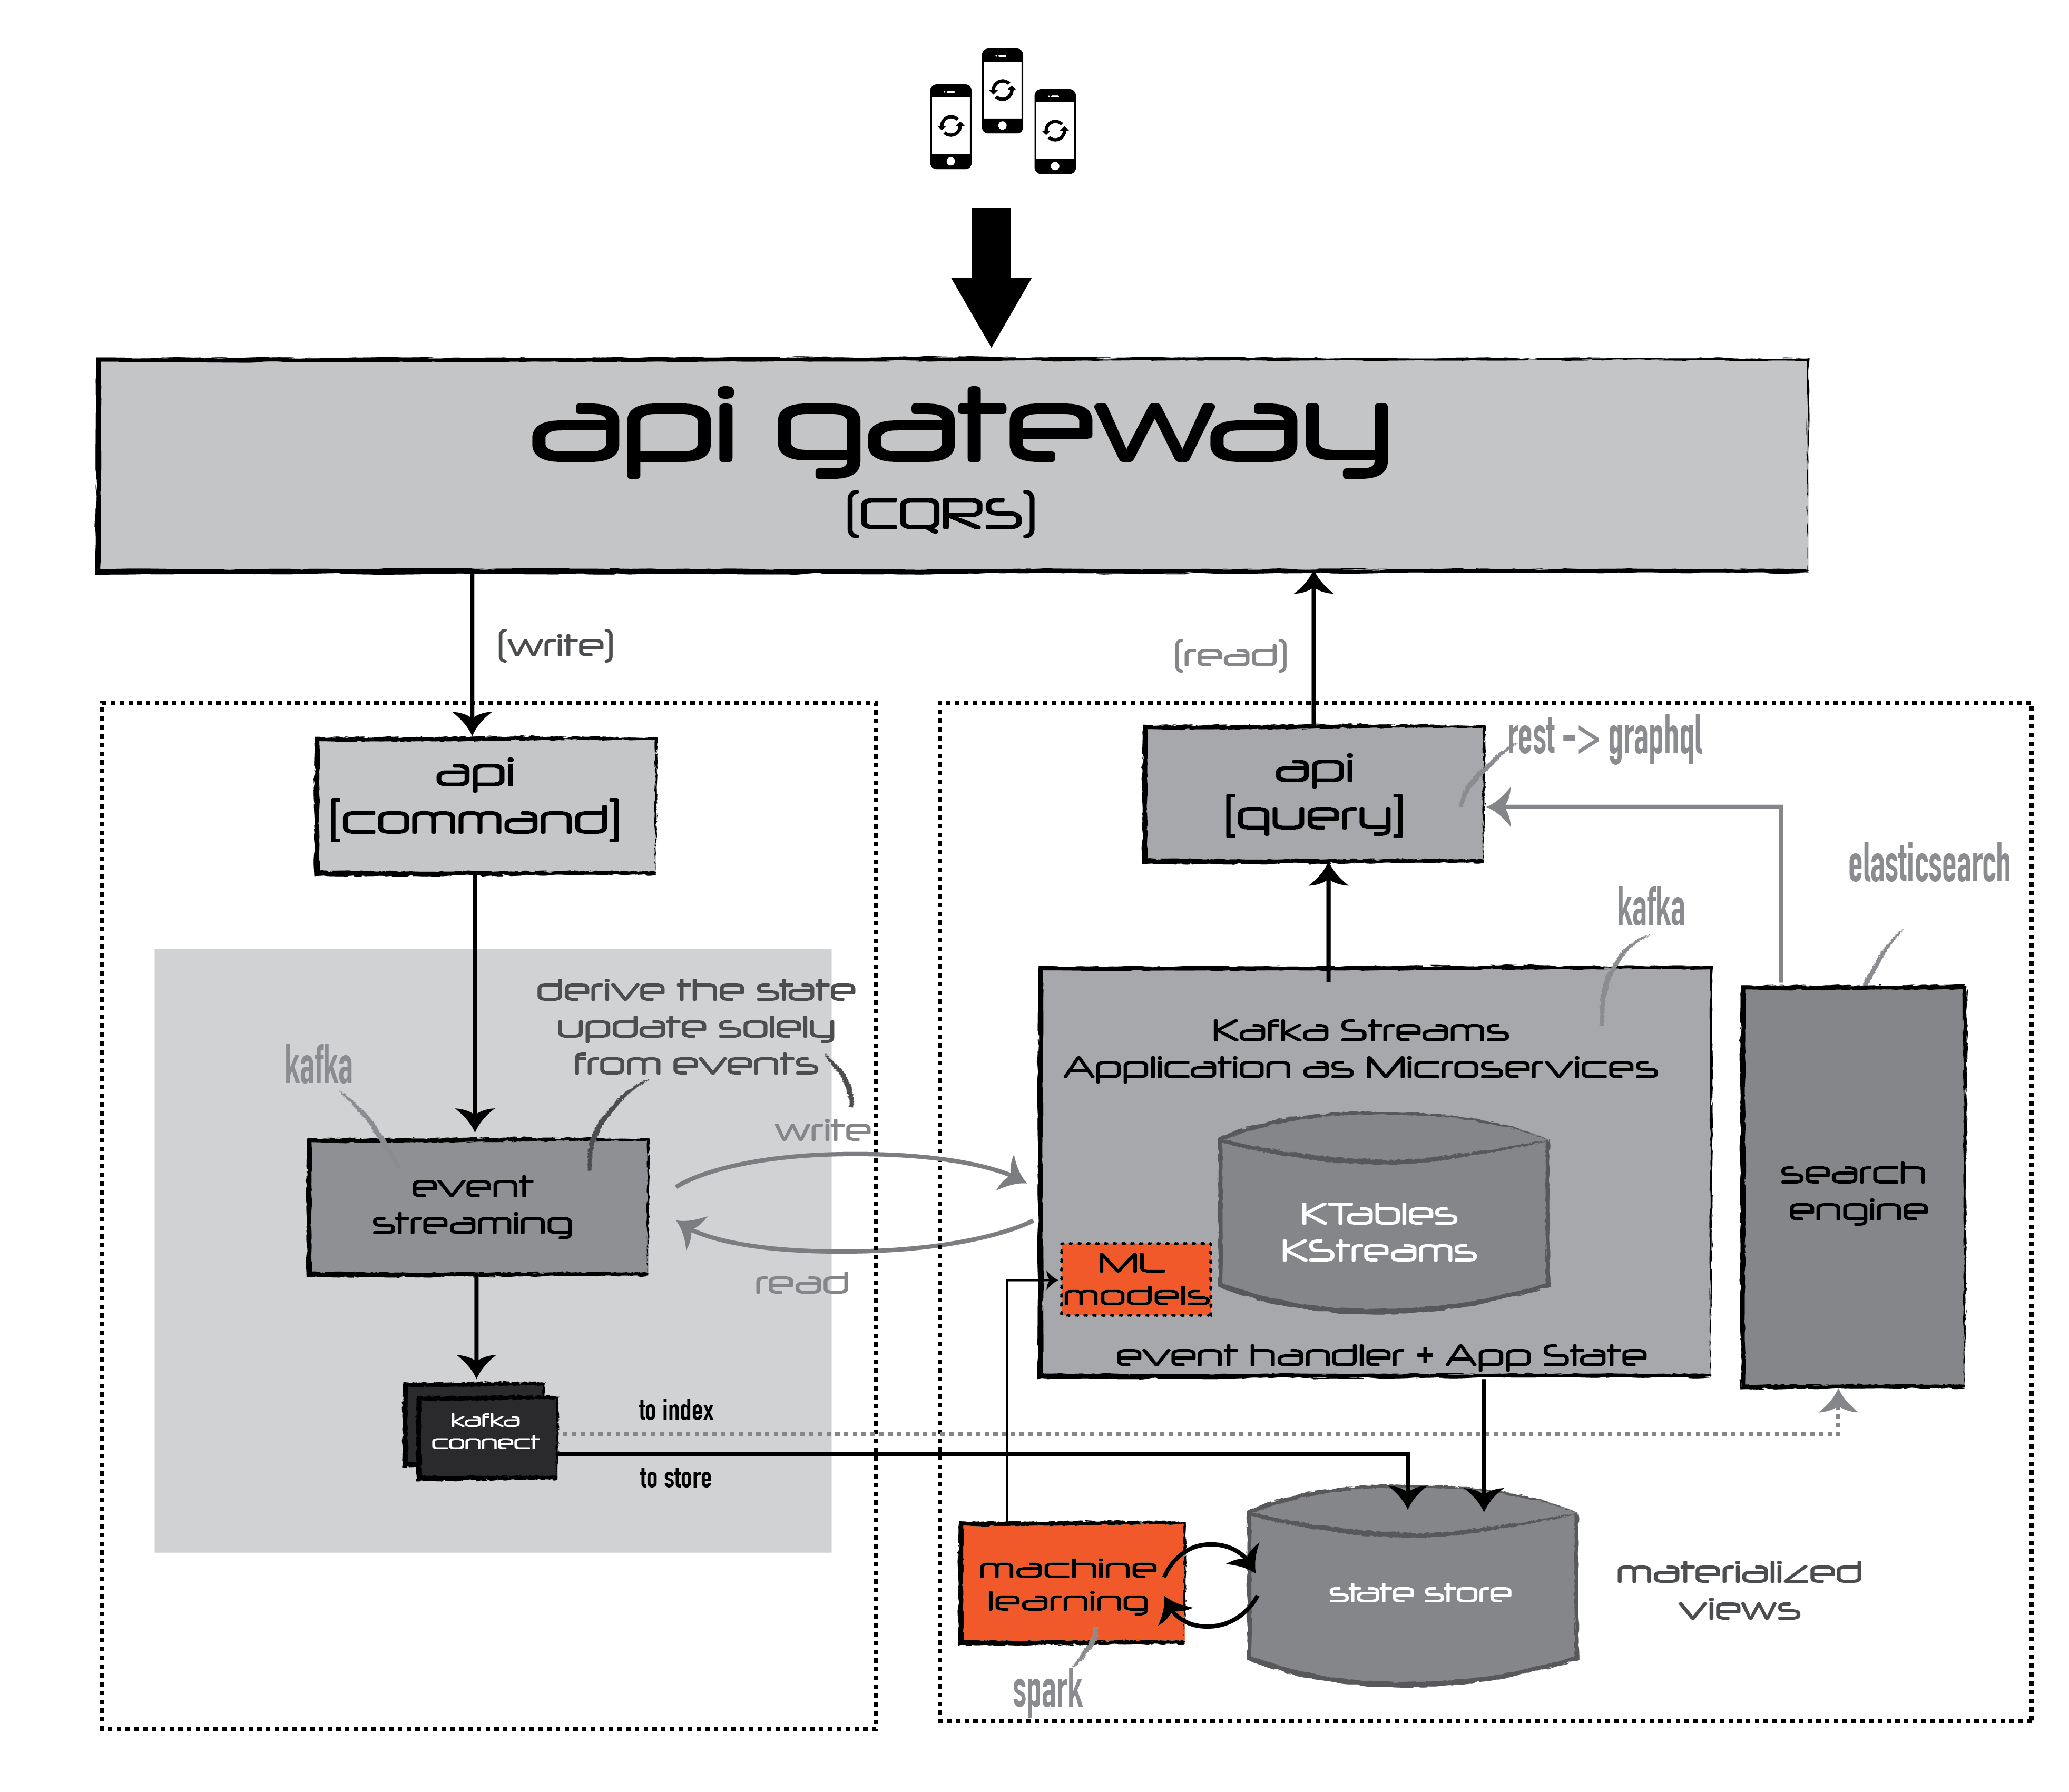 api gateway
(CQRS)
(write)
(read)
api
[command]
derive the state
update solely
from events
kafka
event
streaming
write
read
kafka
connect
to index
to store
api
[query]
rest -> graphql
elasticsearch
kafka
Kafka Streams
Application as Microservices
KTables
KStreams
ML
models
event handler + App State
search
engine
machine
learning
spark
state store
materialized
views